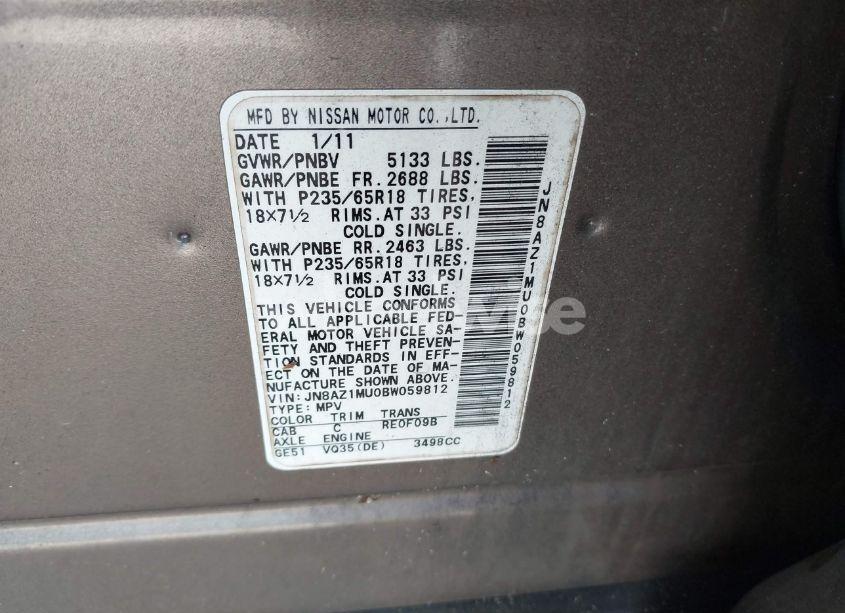 MFD BY NISSAN MOTOR CO.,LTD.
DATE 1/11
GVWR/PNBV 5133 LBS.
GAWR/PNBE FR. 2688 LBS.
WITH P235/65R18 TIRES,
18×7½ RIMS. AT 33 PSI
COLD SINGLE.
GAWR/PNBE RR. 2463 LBS.
WITH P235/65R18 TIRES,
18×7½ RIMS. AT 33 PSI
COLD SINGLE.
THIS VEHICLE CONFORMS
TO ALL APPLICABLE FED-
ERAL MOTOR VEHICLE SA-
FETY AND THEFT PREVEN-
TION STANDARDS IN EFF-
ECT ON THE DATE OF MA-
NUFACTURE SHOWN ABOVE.
VIN: JN8AZ1MU0BW059812
TYPE: MPV
COLOR TRIM TRANS
CAB C RE0F09B
AXLE ENGINE
GE51 VQ35(DE) 3498CC
JN8AZ1MU0BW059812